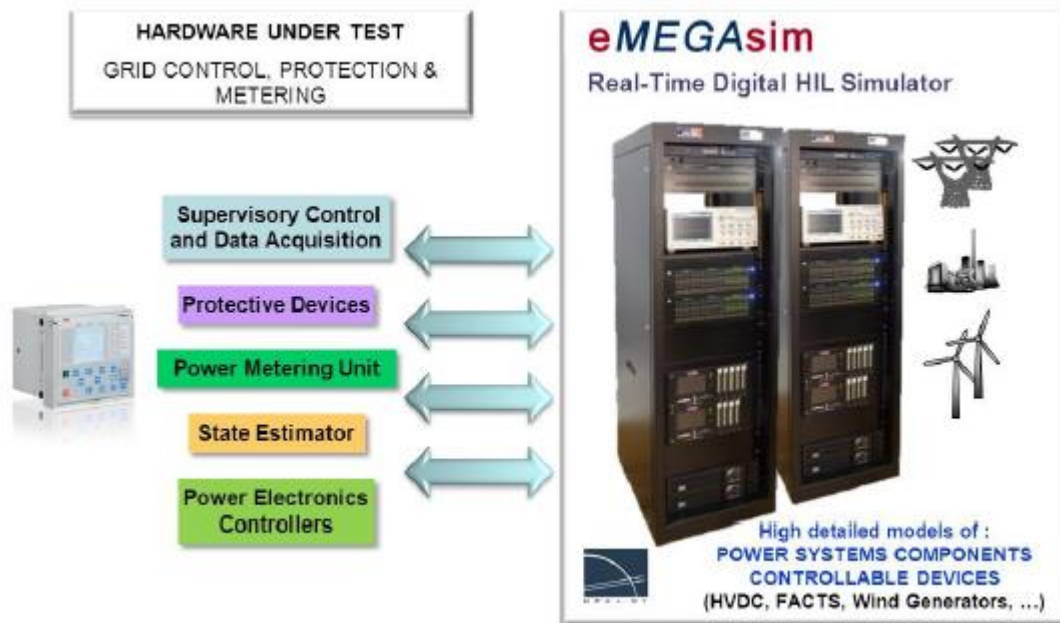 HARDWARE UNDER TEST
GRID CONTROL, PROTECTION &
METERING
Supervisory Control
and Data Acquisition
Protective Devices
Power Metering Unit
State Estimator
Power Electronics
Controllers
eMEGAsim
Real-Time Digital HIL Simulator
High detailed models of :
POWER SYSTEMS COMPONENTS
CONTROLLABLE DEVICES
(HVDC, FACTS, Wind Generators, ...)